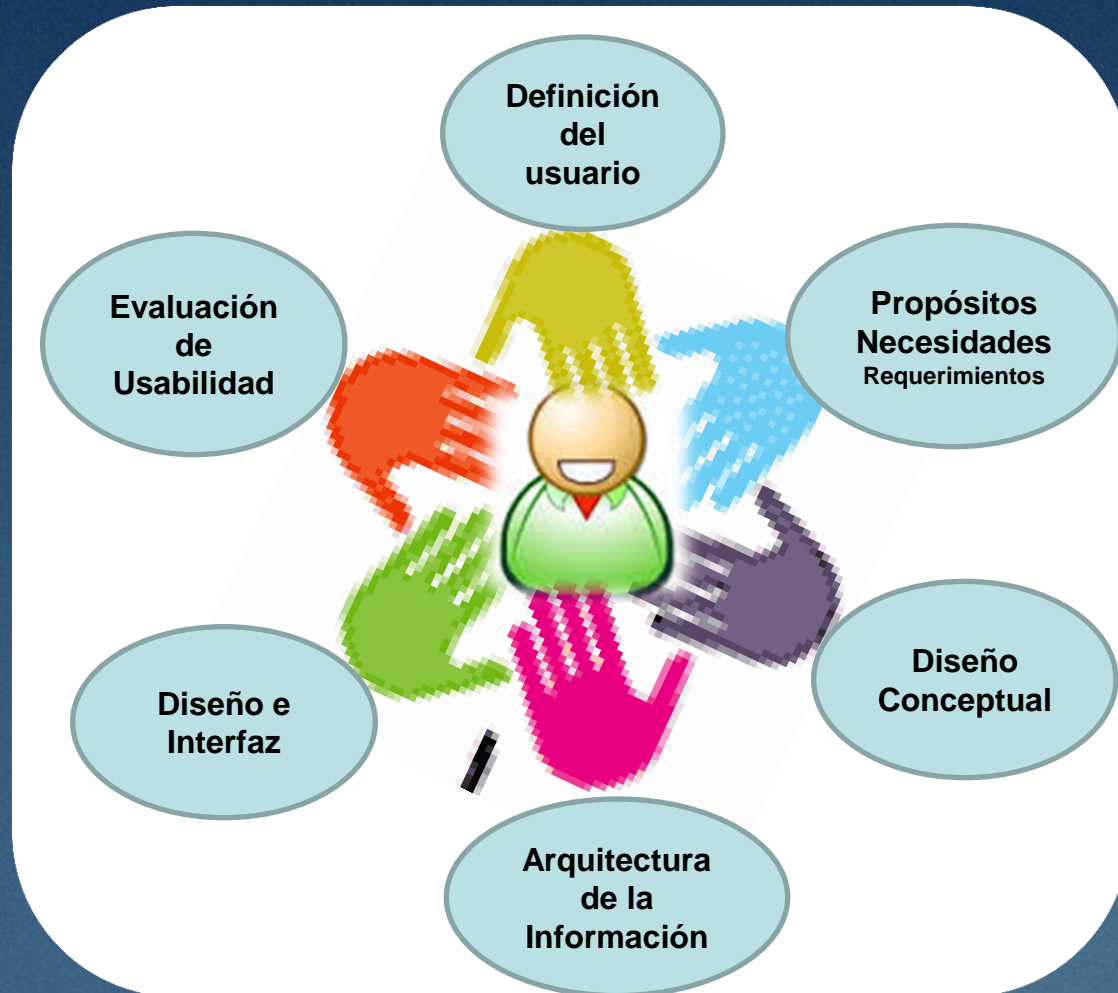 Definición
del
usuario
Propósitos
Necesidades
Requerimientos
Diseño
Conceptual
Arquitectura
de la
Información
Diseño e
Interfaz
Evaluación
de
Usabilidad